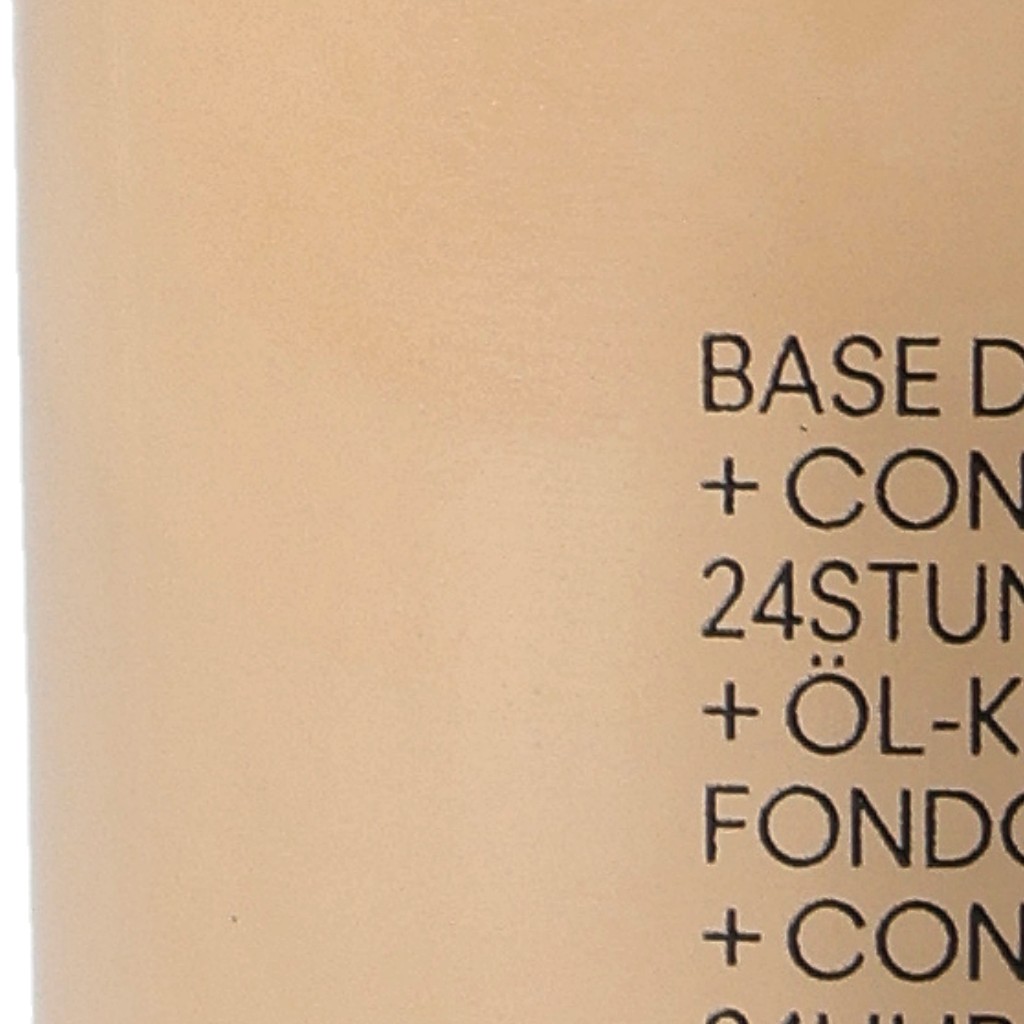 BASE D
+ CON
24STUN
+ ÖL-K
FONDO
+ CON